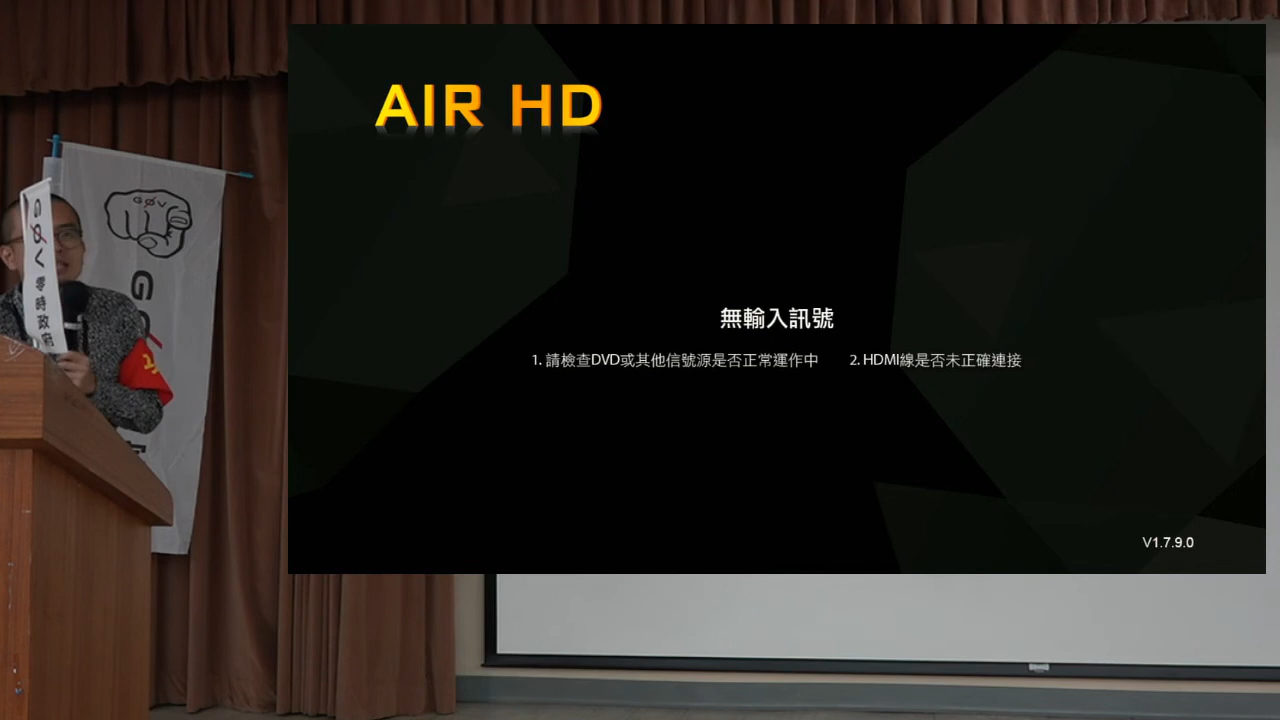 AIR HD
無輸入訊號
1. 請檢查DVD或其他信號源是否正常運作中 2. HDMI線是否未正確連接
V1.7.9.0
GOV
G0V
零時政府